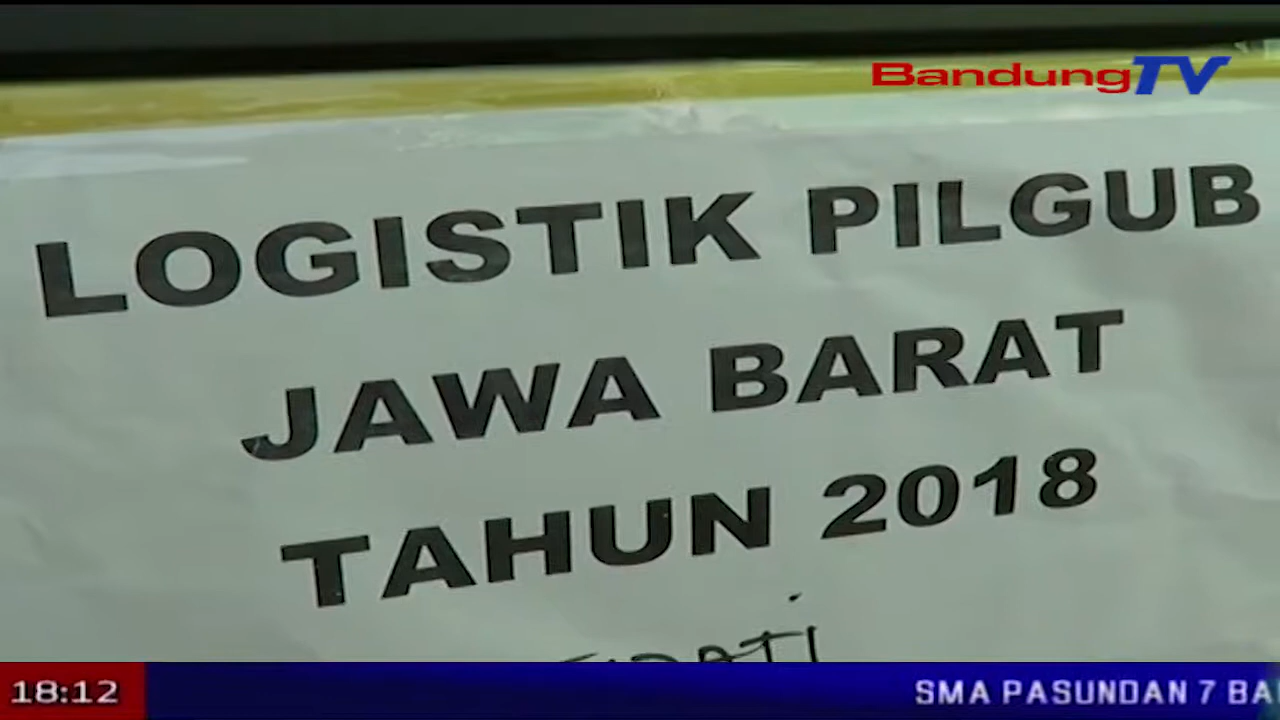 BandungTV
LOGISTIK PILGUB
JAWA BARAT
TAHUN 2018
18:12
SMA PASUNDAN 7